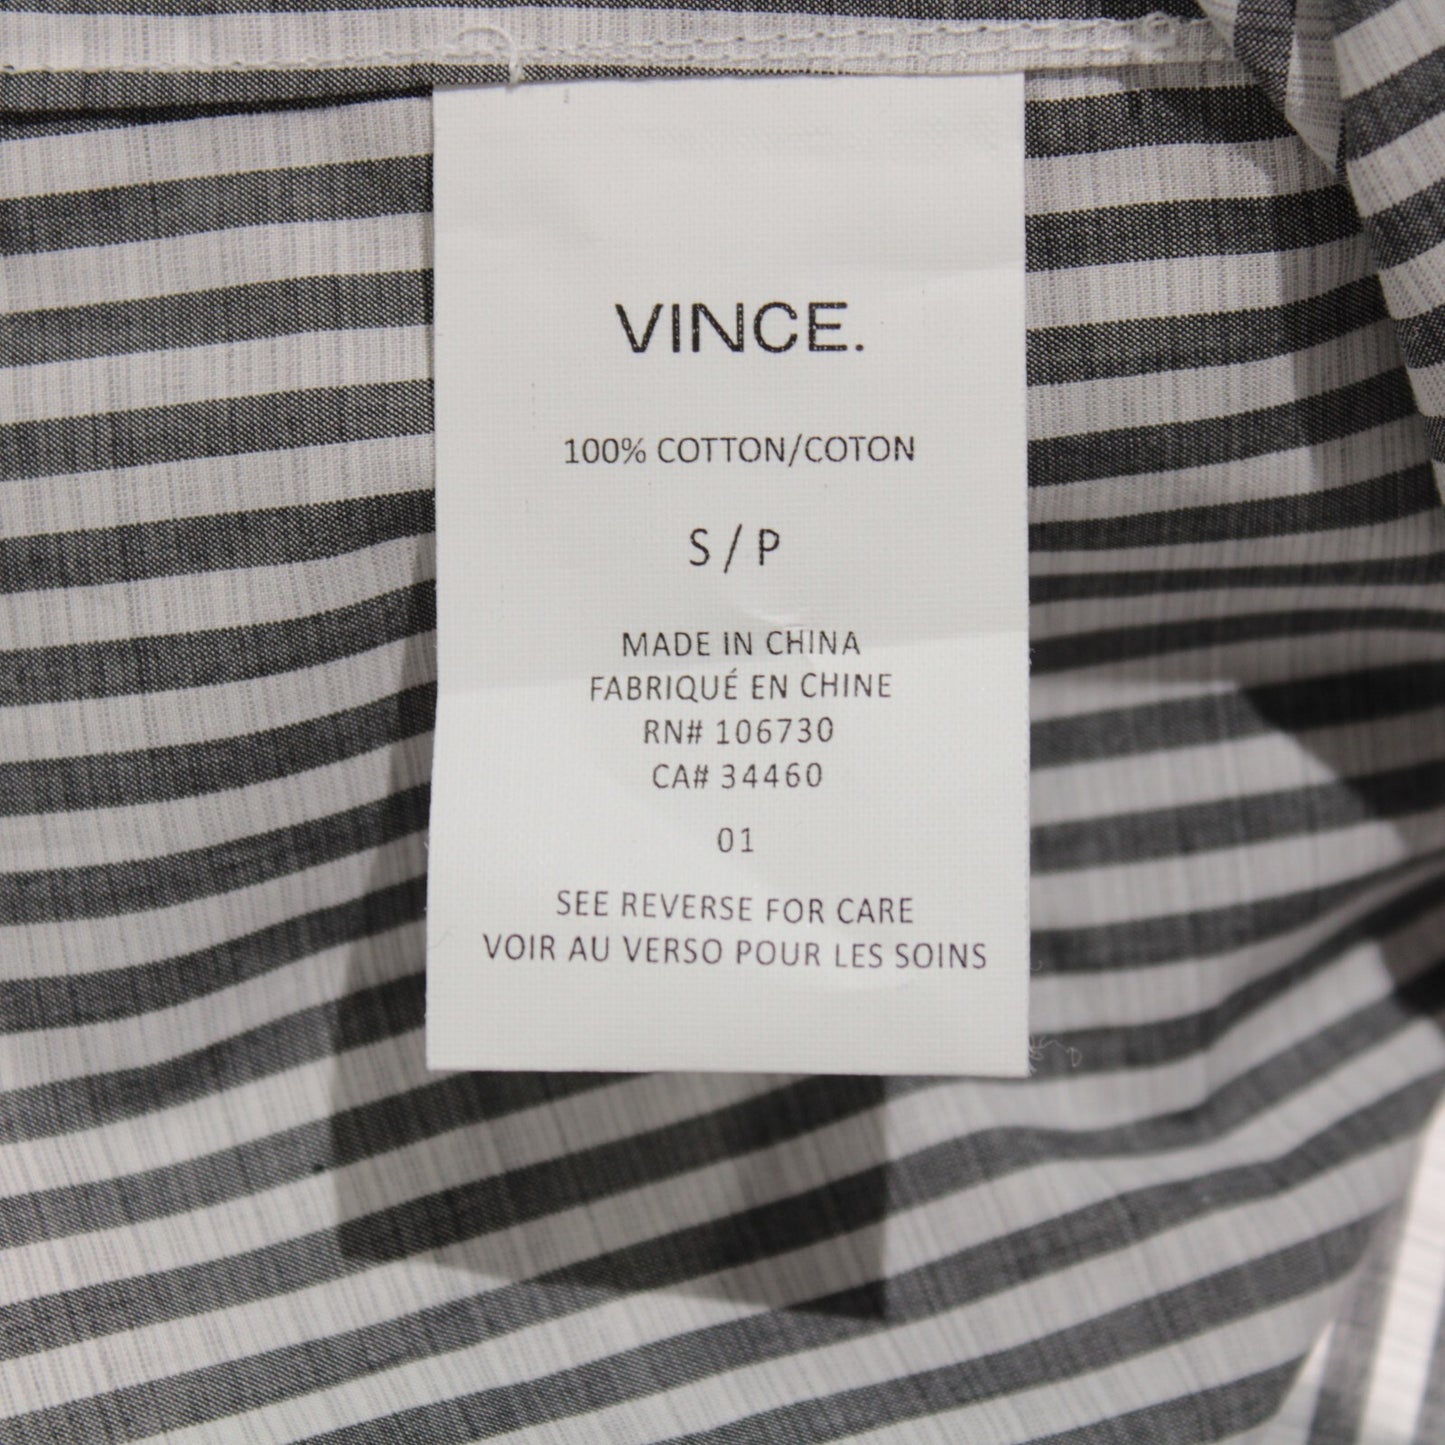 VINCE.
100% COTTON/COTON
S / P
MADE IN CHINA
FABRIQUÉ EN CHINE
RN# 106730
CA# 34460
01
SEE REVERSE FOR CARE
VOIR AU VERSO POUR LES SOINS